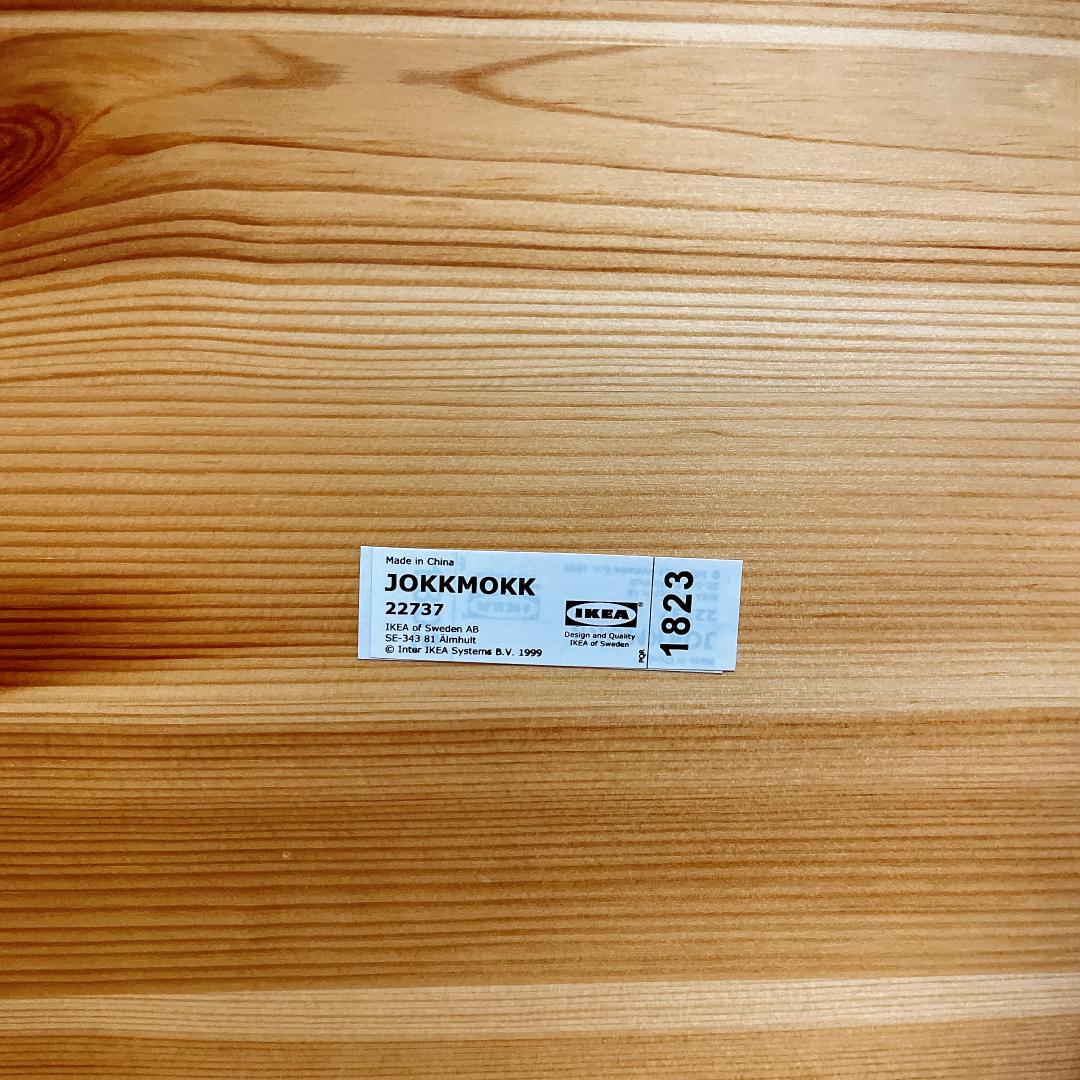 Made in China
JOKKMOKK
22737
IKEA of Sweden AB
SE-343 81 Älmhult
© Inter IKEA Systems B.V. 1999
IKEA®
Design and Quality
IKEA of Sweden
PQR
1823